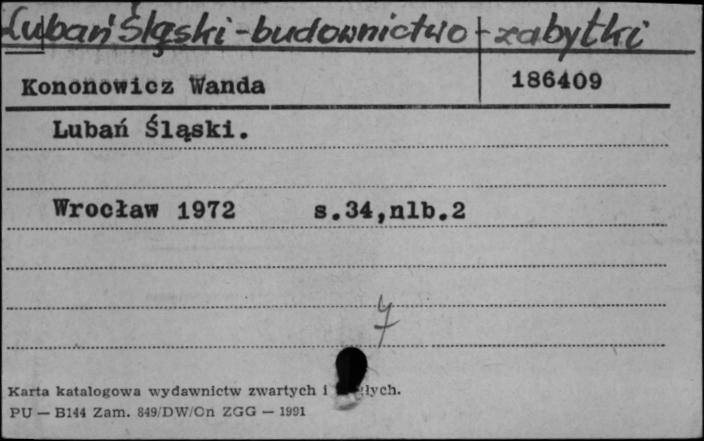 Lubań Śląski - budownictwo - zabytki
Kononowicz Wanda 186409
Lubań Śląski.
Wrocław 1972 s.34,nlb.2
7
Karta katalogowa wydawnictw zwartych i
PU — B144 Zam. 849/DW/On ZGG — 1991